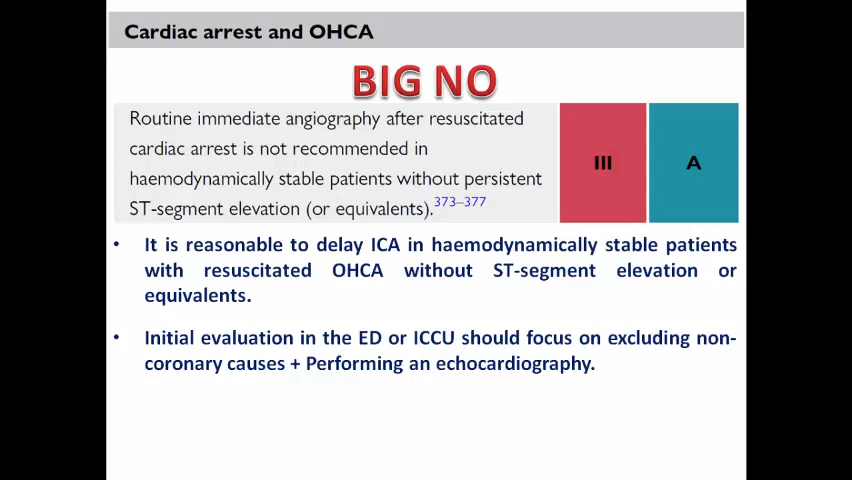 Cardiac arrest and OHCA
BIG NO
Routine immediate angiography after resuscitated
cardiac arrest is not recommended in
haemodynamically stable patients without persistent
ST-segment elevation (or equivalents).373–377
III
A
• It is reasonable to delay ICA in haemodynamically stable patients
with resuscitated OHCA without ST-segment elevation or
equivalents.
• Initial evaluation in the ED or ICCU should focus on excluding non-
coronary causes + Performing an echocardiography.